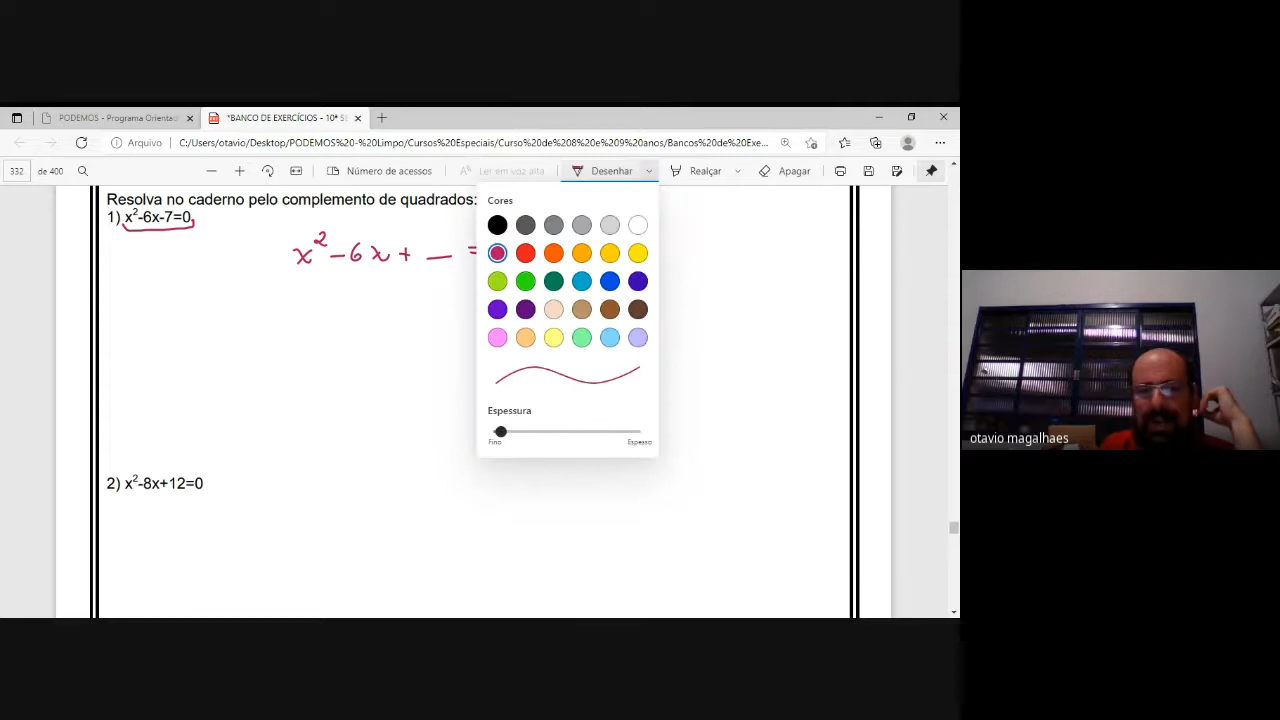 PODEMOS - Programa Orientad
*BANCO DE EXERCÍCIOS - 10ª SE
Arquivo
C:/Users/otavio/Desktop/PODEMOS%20-%20Limpo/Cursos%20Especiais/Curso%20de%208%20e%209%20anos/Bancos%20de%20Exe...
332 de 400
Número de acessos
Ler em voz alta
Desenhar
Realçar
Apagar
Resolva no caderno pelo complemento de quadrados:
1) x²-6x-7=0
x² - 6x + __ =
Cores
Espessura
Fino
Espesso
2) x²-8x+12=0
otavio magalhaes